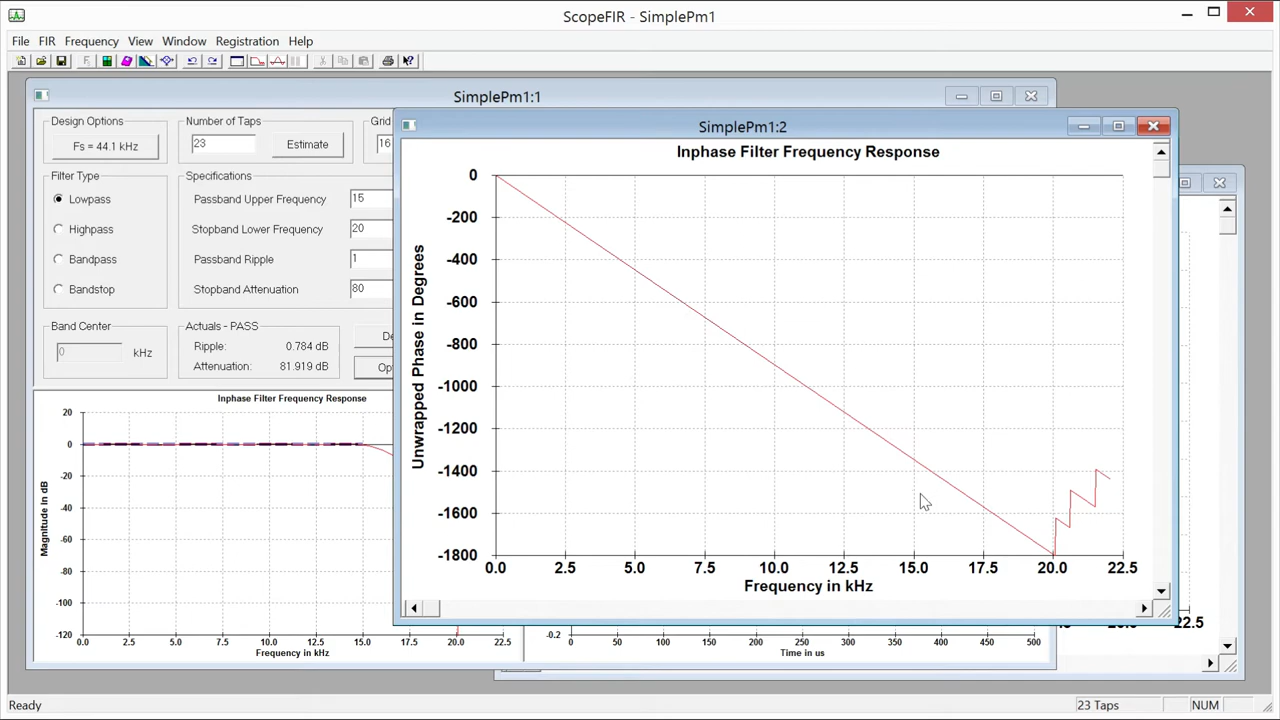 ScopeFIR - SimplePm1
File FIR Frequency View Window Registration Help
SimplePm1:1
Design Options
Fs = 44.1 kHz
Number of Taps
23
Estimate
Grid
16
Filter Type
Lowpass
Highpass
Bandpass
Bandstop
Specifications
Passband Upper Frequency 15
Stopband Lower Frequency 20
Passband Ripple 1
Stopband Attenuation 80
Band Center
0 kHz
Actuals - PASS
Ripple: 0.784 dB
Attenuation: 81.919 dB
De
Op
Inphase Filter Frequency Response
Magnitude in dB
20
0
-20
-40
-60
-80
-100
-120
0.0 2.5 5.0 7.5 10.0 12.5 15.0 17.5 20.0 22.5
Frequency in kHz
-0.2
0 50 100 150 200 250 300 350 400 450 500
Time in us
SimplePm1:2
Inphase Filter Frequency Response
Unwrapped Phase in Degrees
0
-200
-400
-600
-800
-1000
-1200
-1400
-1600
-1800
0.0 2.5 5.0 7.5 10.0 12.5 15.0 17.5 20.0 22.5
Frequency in kHz
22.5
Ready
23 Taps NUM